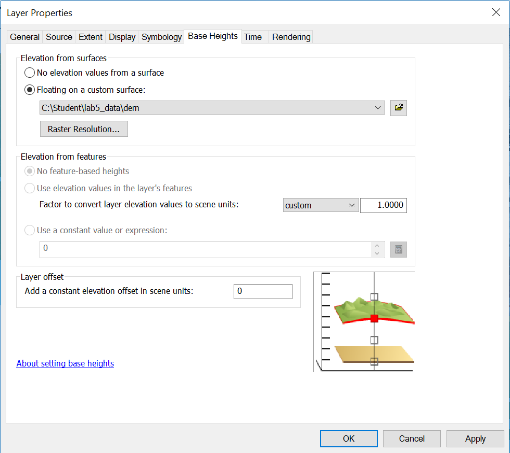 Layer Properties
General Source Extent Display Symbology Base Heights Time Rendering
Elevation from surfaces
No elevation values from a surface
Floating on a custom surface:
C:\Student\lab5_data\dem
Raster Resolution...
Elevation from features
No feature-based heights
Use elevation values in the layer's features
Factor to convert layer elevation values to scene units: custom 1.0000
Use a constant value or expression:
0
Layer offset
Add a constant elevation offset in scene units: 0
About setting base heights
OK Cancel Apply